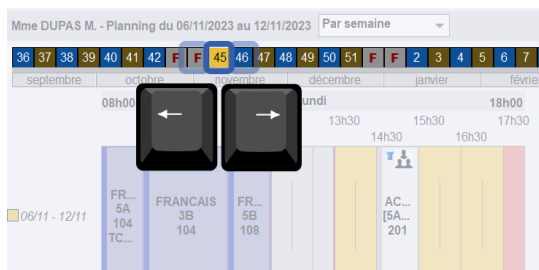 Mme DUPAS M. - Planning du 06/11/2023 au 12/11/2023 Par semaine
36 37 38 39 40 41 42 F F 45 46 47 48 49 50 51 F F 2 3 4 5 6 7
septembre octobre novembre décembre janvier févrie
08h00 undi 18h00
13h30 15h30 17h30
14h30 16h30
06/11 - 12/11
FR...
5A
104
TC...
FRANCAIS
3B
104
FR...
5B
108
AC...
[5A...
201